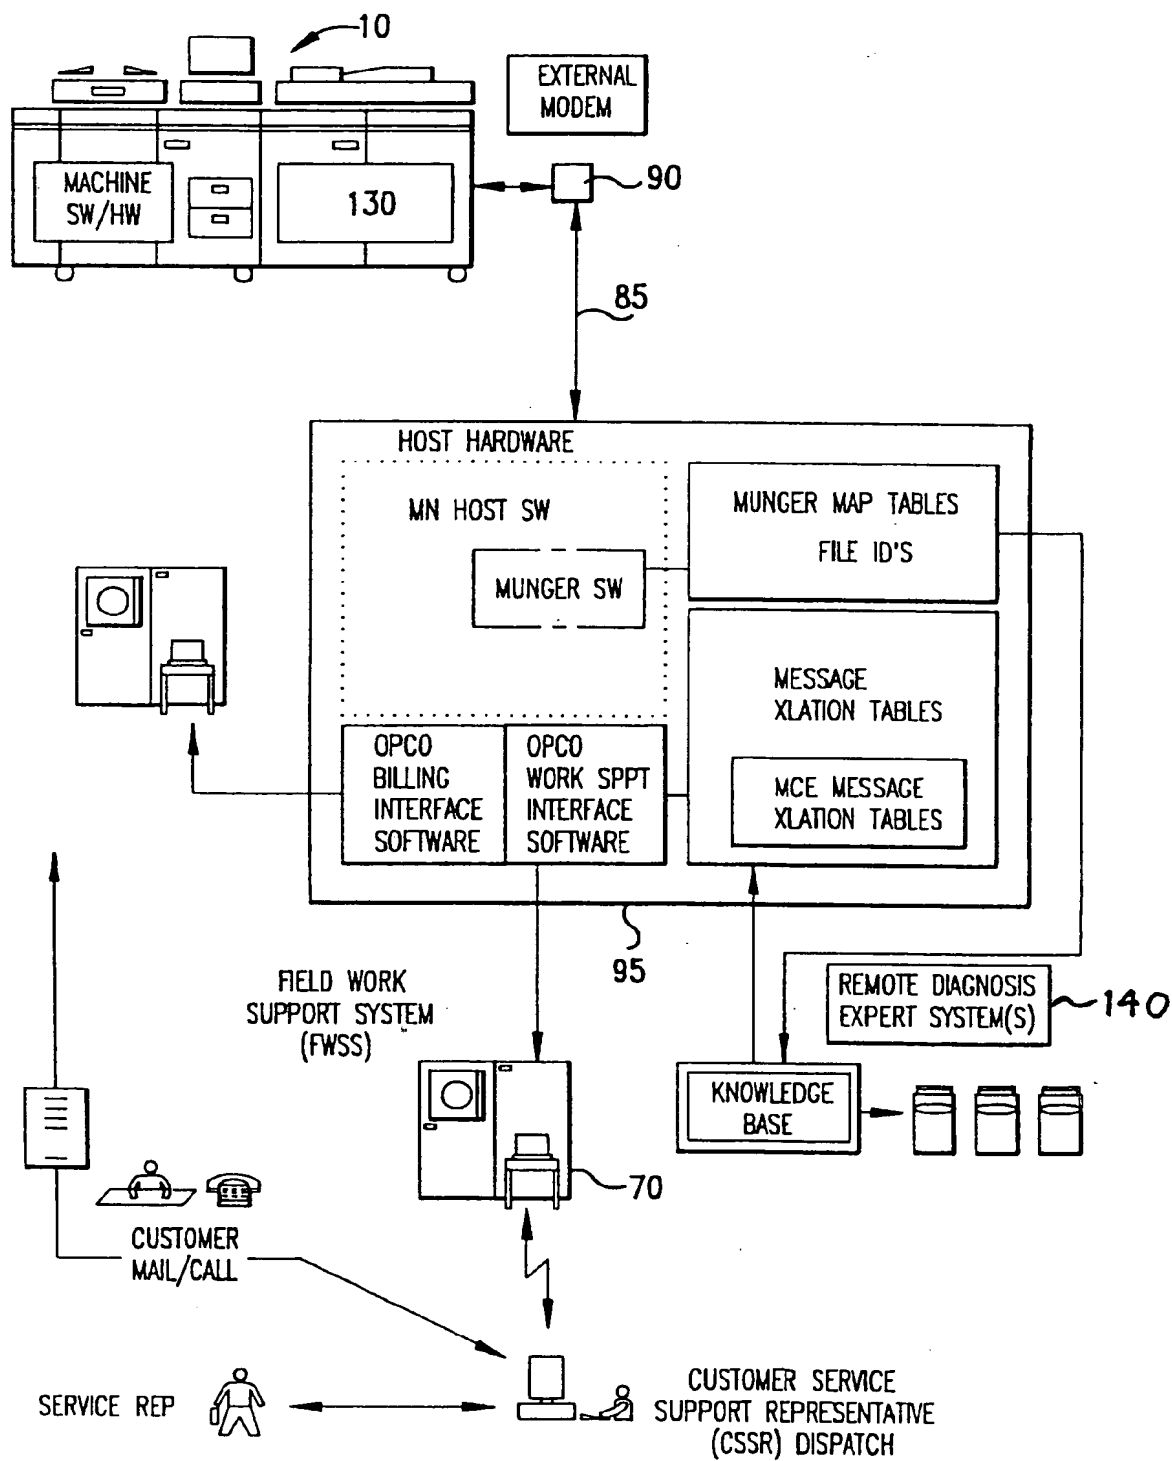 10
EXTERNAL
MODEM
MACHINE
SW/HW
130
90
85
HOST HARDWARE
MN HOST SW
MUNGER MAP TABLES
FILE ID'S
MUNGER SW
MESSAGE
XLATION TABLES
OPCO
BILLING
INTERFACE
SOFTWARE
OPCO
WORK SPPT
INTERFACE
SOFTWARE
MCE MESSAGE
XLATION TABLES
95
FIELD WORK
SUPPORT SYSTEM
(FWSS)
REMOTE DIAGNOSIS
EXPERT SYSTEM(S)
140
KNOWLEDGE
BASE
70
CUSTOMER
MAIL/CALL
SERVICE REP
CUSTOMER SERVICE
SUPPORT REPRESENTATIVE
(CSSR) DISPATCH